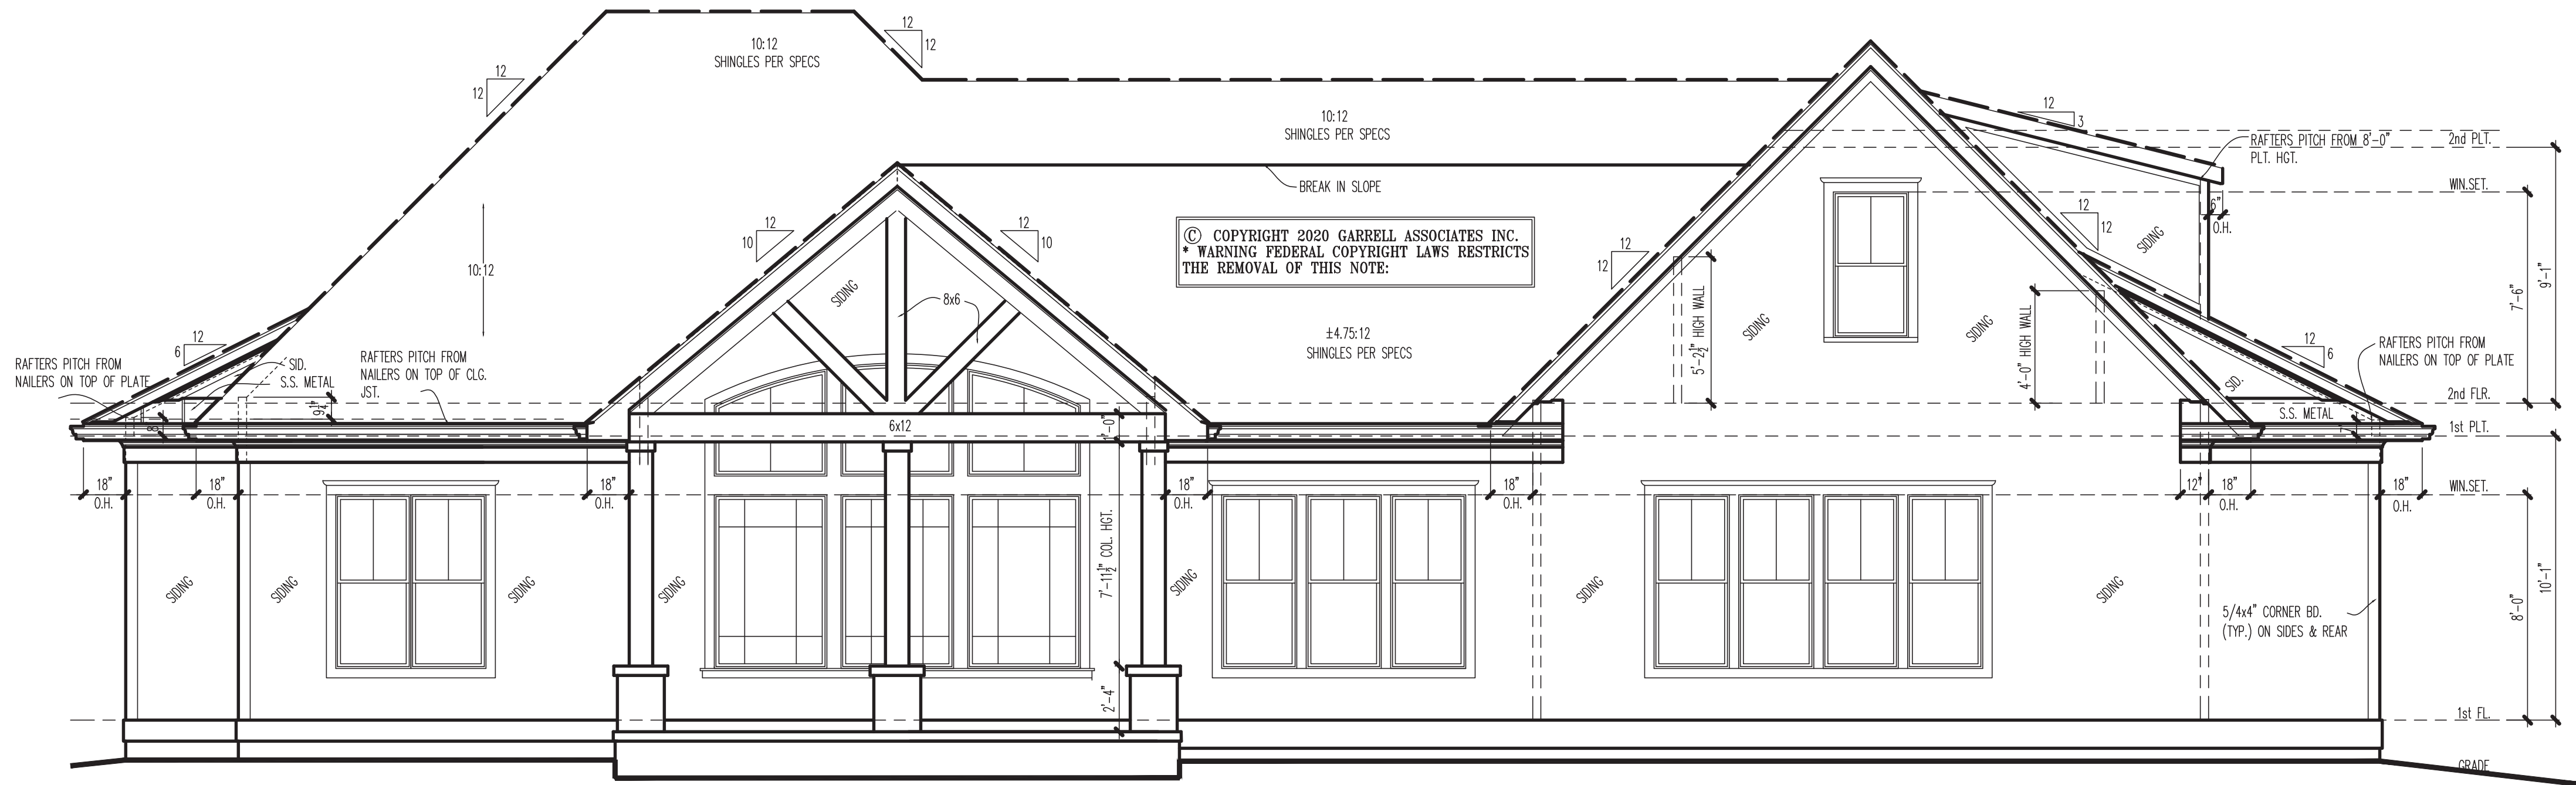 12
12
10:12
SHINGLES PER SPECS
12
12
10:12
SHINGLES PER SPECS
12
3
RAFTERS PITCH FROM 8'-0"
PLT. HGT.
2nd PLT.
BREAK IN SLOPE
WIN.SET.
6"
O.H.
12
12
SIDING
9'-1"
7'-6"
© COPYRIGHT 2020 GARRELL ASSOCIATES INC.
* WARNING FEDERAL COPYRIGHT LAWS RESTRICTS
THE REMOVAL OF THIS NOTE:
12
10
12
10
12
12
10:12
SIDING
8x6
±4.75:12
SHINGLES PER SPECS
5'-2½" HIGH WALL
SIDING
SIDING
4'-0" HIGH WALL
12
6
RAFTERS PITCH FROM
NAILERS ON TOP OF PLATE
12
6
RAFTERS PITCH FROM
NAILERS ON TOP OF PLATE
SID.
S.S. METAL
RAFTERS PITCH FROM
NAILERS ON TOP OF CLG.
JST.
9¼"
8"
SID.
S.S. METAL
2nd FLR.
1st PLT.
6x12
1'-0"
18"
O.H.
18"
O.H.
18"
O.H.
18"
O.H.
18"
O.H.
12"
18"
O.H.
18"
O.H.
WIN.SET.
SIDING
SIDING
SIDING
SIDING
7'-11½" COL. HGT.
SIDING
SIDING
SIDING
5/4x4" CORNER BD.
(TYP.) ON SIDES & REAR
8'-0"
10'-1"
2'-4"
1st FL.
GRADE